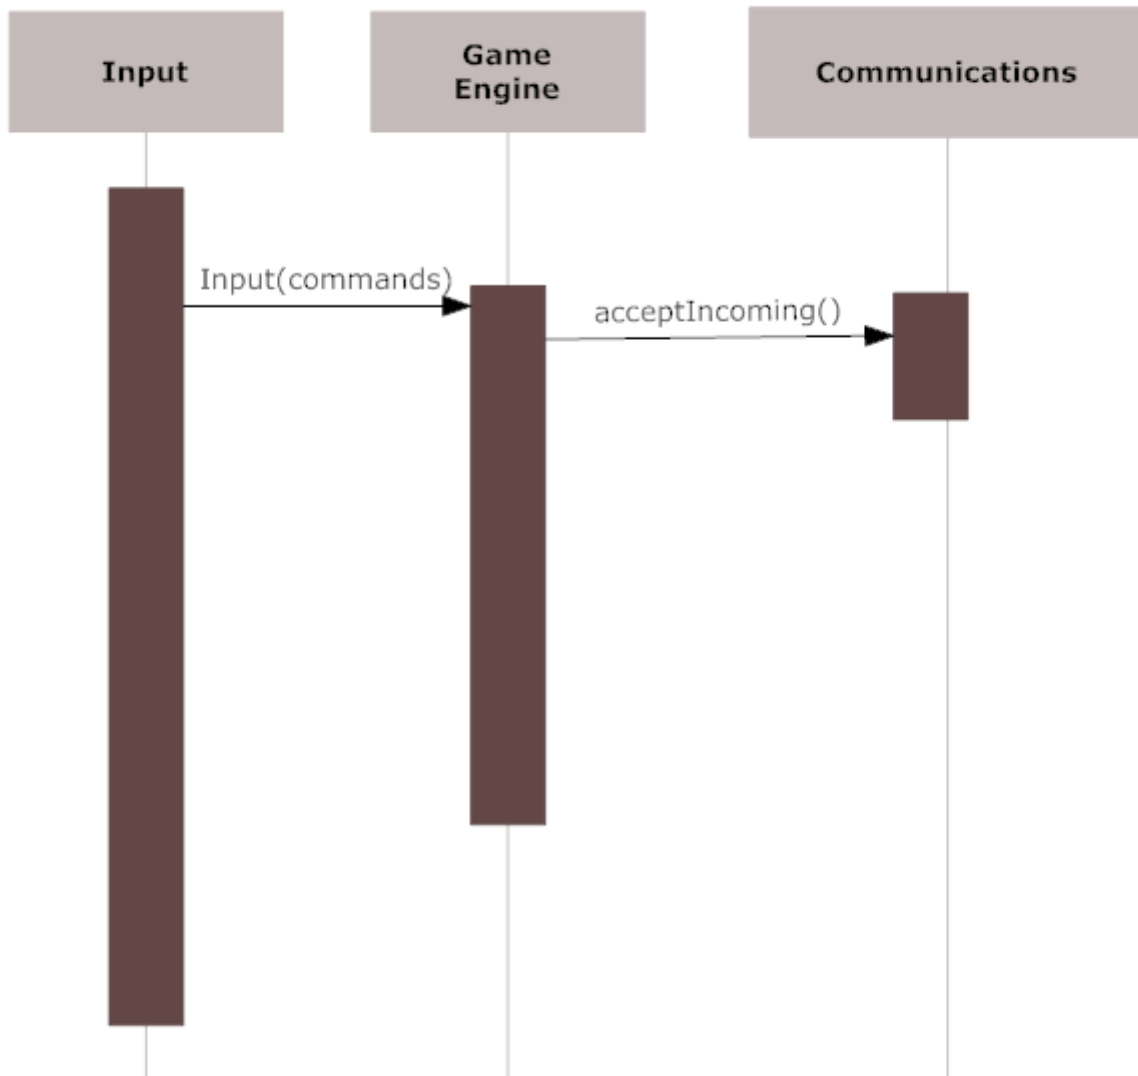 Input
Game
Engine
Communications
Input(commands)
acceptIncoming()